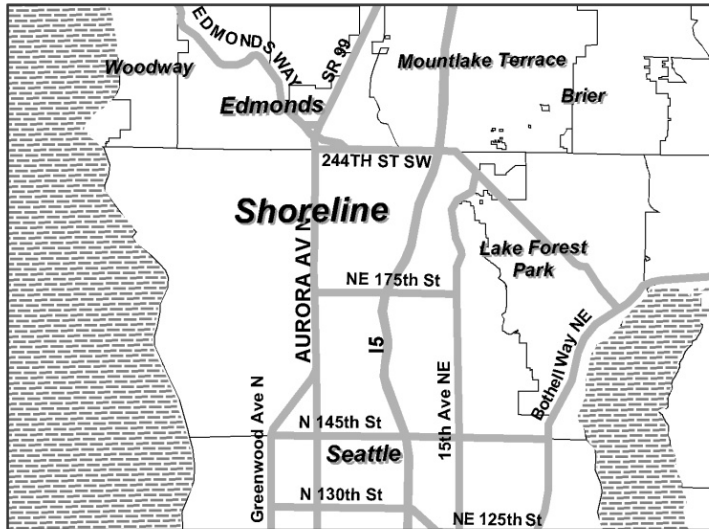 EDMONDS WAY
SR 99
Woodway
Mountlake Terrace
Edmonds
Brier
244TH ST SW
Shoreline
AURORA AV N
Lake Forest
Park
NE 175th St
I5
Bothell Way NE
Greenwood Ave N
15th Ave NE
N 145th St
Seattle
N 130th St
NE 125th St